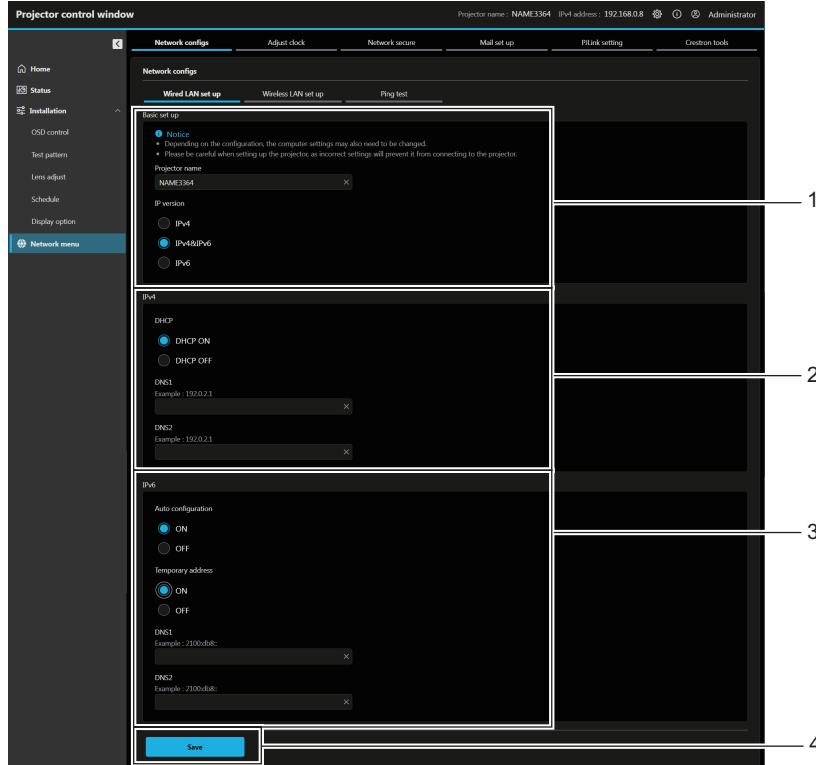 Projector control window
Projector name : NAME3364 IPv4 address : 192.168.0.8 Administrator
Network configs Adjust clock Network secure Mail set up PJLink setting Crestron tools
Home
Status
Installation
OSD control
Test pattern
Lens adjust
Schedule
Display option
Network menu
Network configs
Wired LAN set up Wireless LAN set up Ping test
Basic set up
Notice
• Depending on the configuration, the computer settings may also need to be changed.
• Please be careful when setting up the projector, as incorrect settings will prevent it from connecting to the projector.
Projector name
NAME3364
IP version
IPv4
IPv4&IPv6
IPv6
1
IPv4
DHCP
DHCP ON
DHCP OFF
DNS1
Example : 192.0.2.1
DNS2
Example : 192.0.2.1
2
IPv6
Auto configuration
ON
OFF
Temporary address
ON
OFF
DNS1
Example : 2100:db8::
DNS2
Example : 2100:db8::
3
Save
4